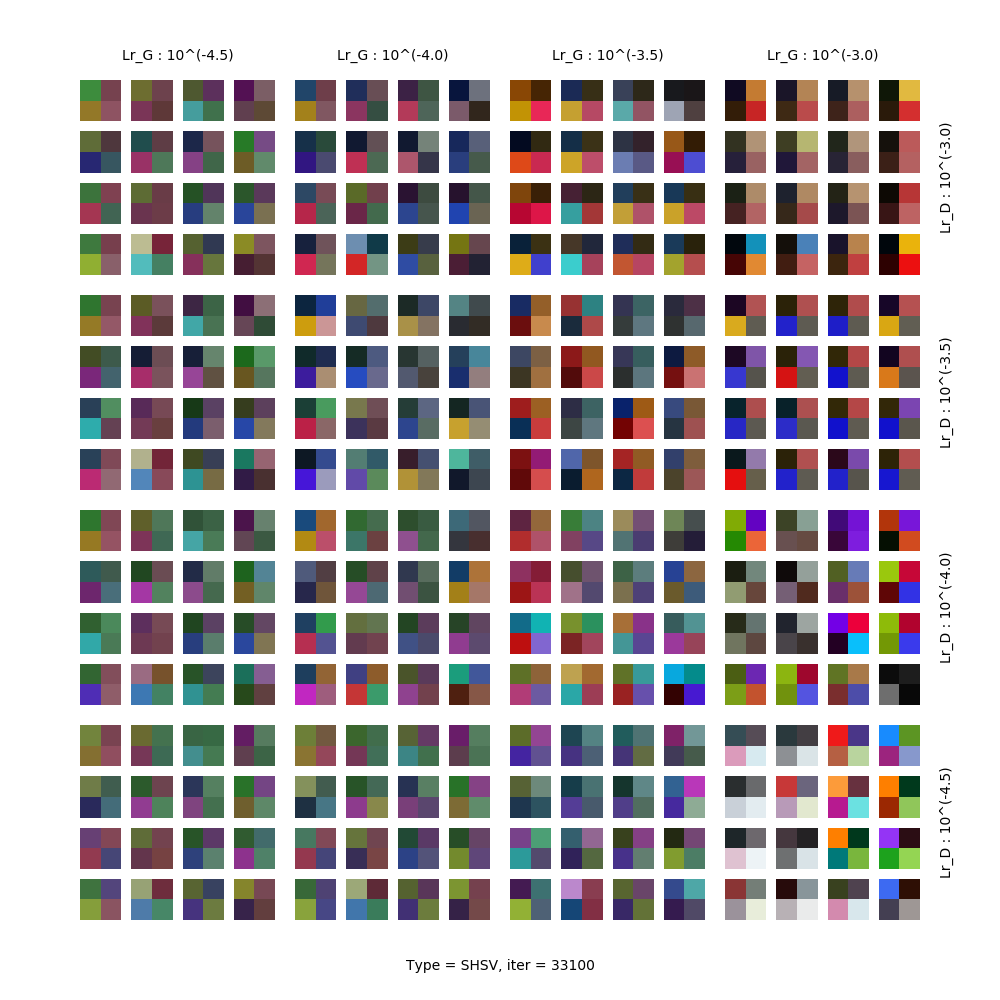 Lr_G : 10^(-4.5)
Lr_G : 10^(-4.0)
Lr_G : 10^(-3.5)
Lr_G : 10^(-3.0)
Lr_D : 10^(-3.0)
Lr_D : 10^(-3.5)
Lr_D : 10^(-4.0)
Lr_D : 10^(-4.5)
Type = SHSV, iter = 33100